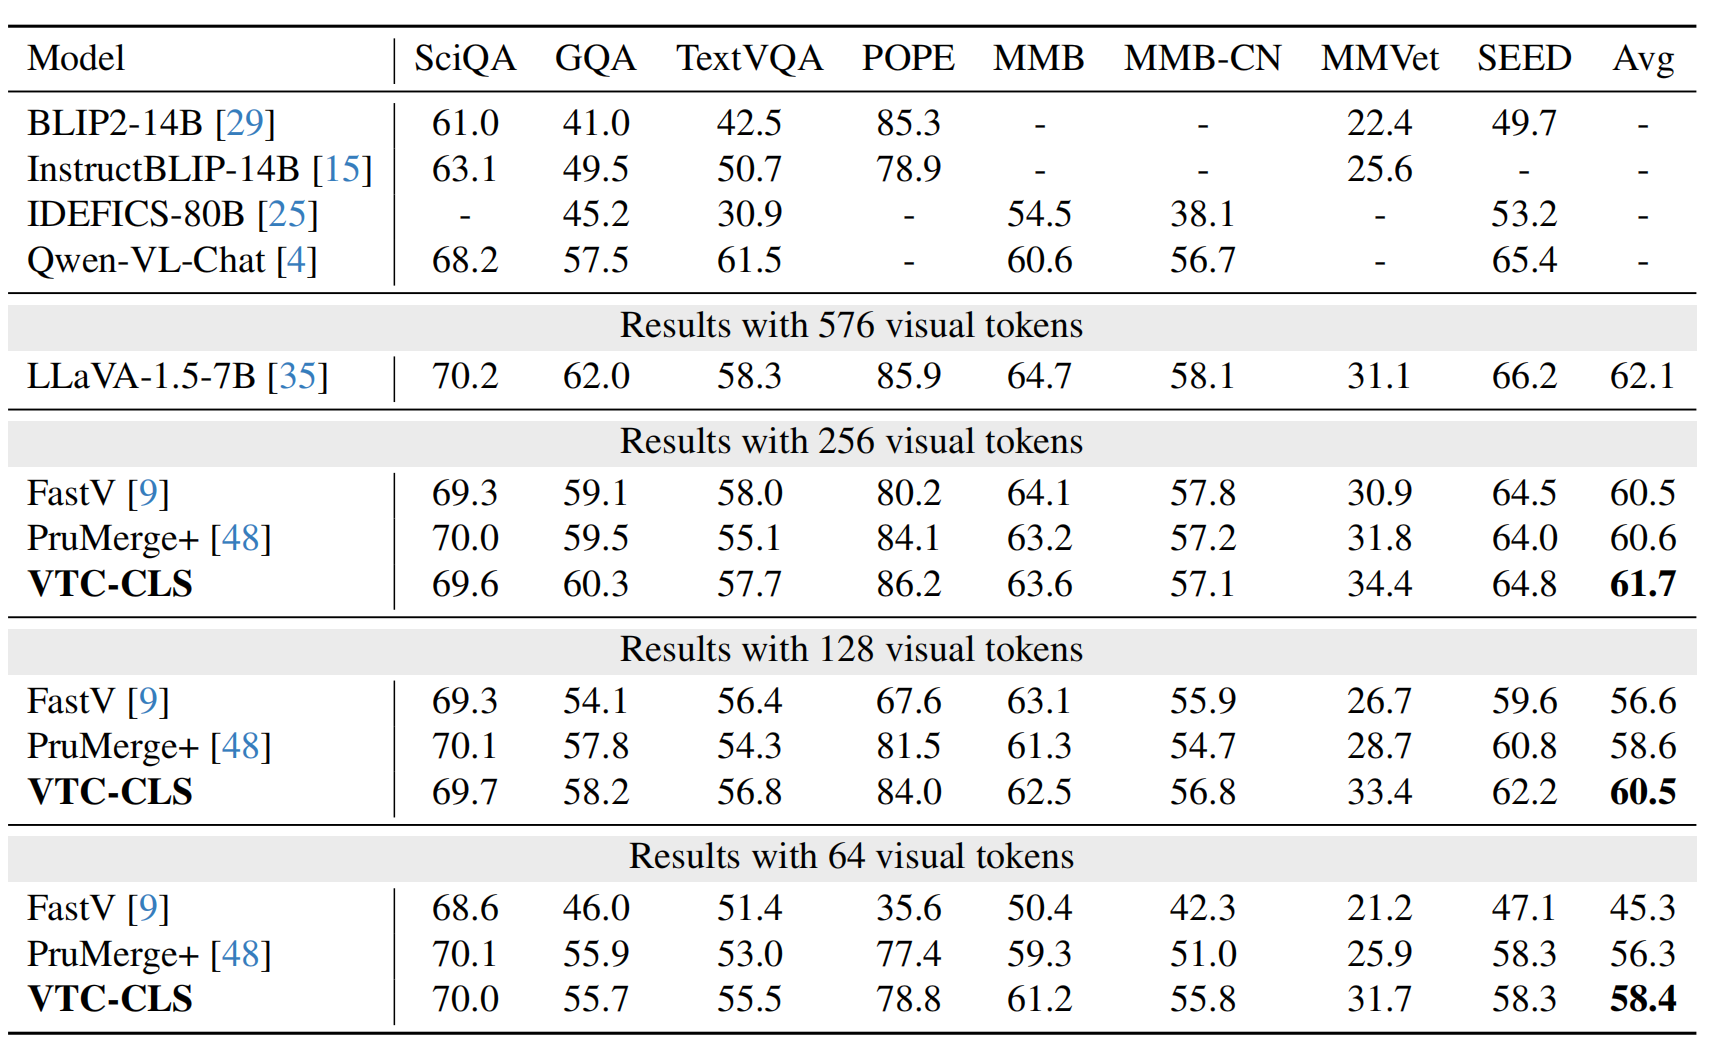 Model SciQA GQA TextVQA POPE MMB MMB-CN MMVet SEED Avg
BLIP2-14B [29] 61.0 41.0 42.5 85.3 - - 22.4 49.7 -
InstructBLIP-14B [15] 63.1 49.5 50.7 78.9 - - 25.6 - -
IDEFICS-80B [25] - 45.2 30.9 - 54.5 38.1 - 53.2 -
Qwen-VL-Chat [4] 68.2 57.5 61.5 - 60.6 56.7 - 65.4 -
Results with 576 visual tokens
LLaVA-1.5-7B [35] 70.2 62.0 58.3 85.9 64.7 58.1 31.1 66.2 62.1
Results with 256 visual tokens
FastV [9] 69.3 59.1 58.0 80.2 64.1 57.8 30.9 64.5 60.5
PruMerge+ [48] 70.0 59.5 55.1 84.1 63.2 57.2 31.8 64.0 60.6
VTC-CLS 69.6 60.3 57.7 86.2 63.6 57.1 34.4 64.8 61.7
Results with 128 visual tokens
FastV [9] 69.3 54.1 56.4 67.6 63.1 55.9 26.7 59.6 56.6
PruMerge+ [48] 70.1 57.8 54.3 81.5 61.3 54.7 28.7 60.8 58.6
VTC-CLS 69.7 58.2 56.8 84.0 62.5 56.8 33.4 62.2 60.5
Results with 64 visual tokens
FastV [9] 68.6 46.0 51.4 35.6 50.4 42.3 21.2 47.1 45.3
PruMerge+ [48] 70.1 55.9 53.0 77.4 59.3 51.0 25.9 58.3 56.3
VTC-CLS 70.0 55.7 55.5 78.8 61.2 55.8 31.7 58.3 58.4